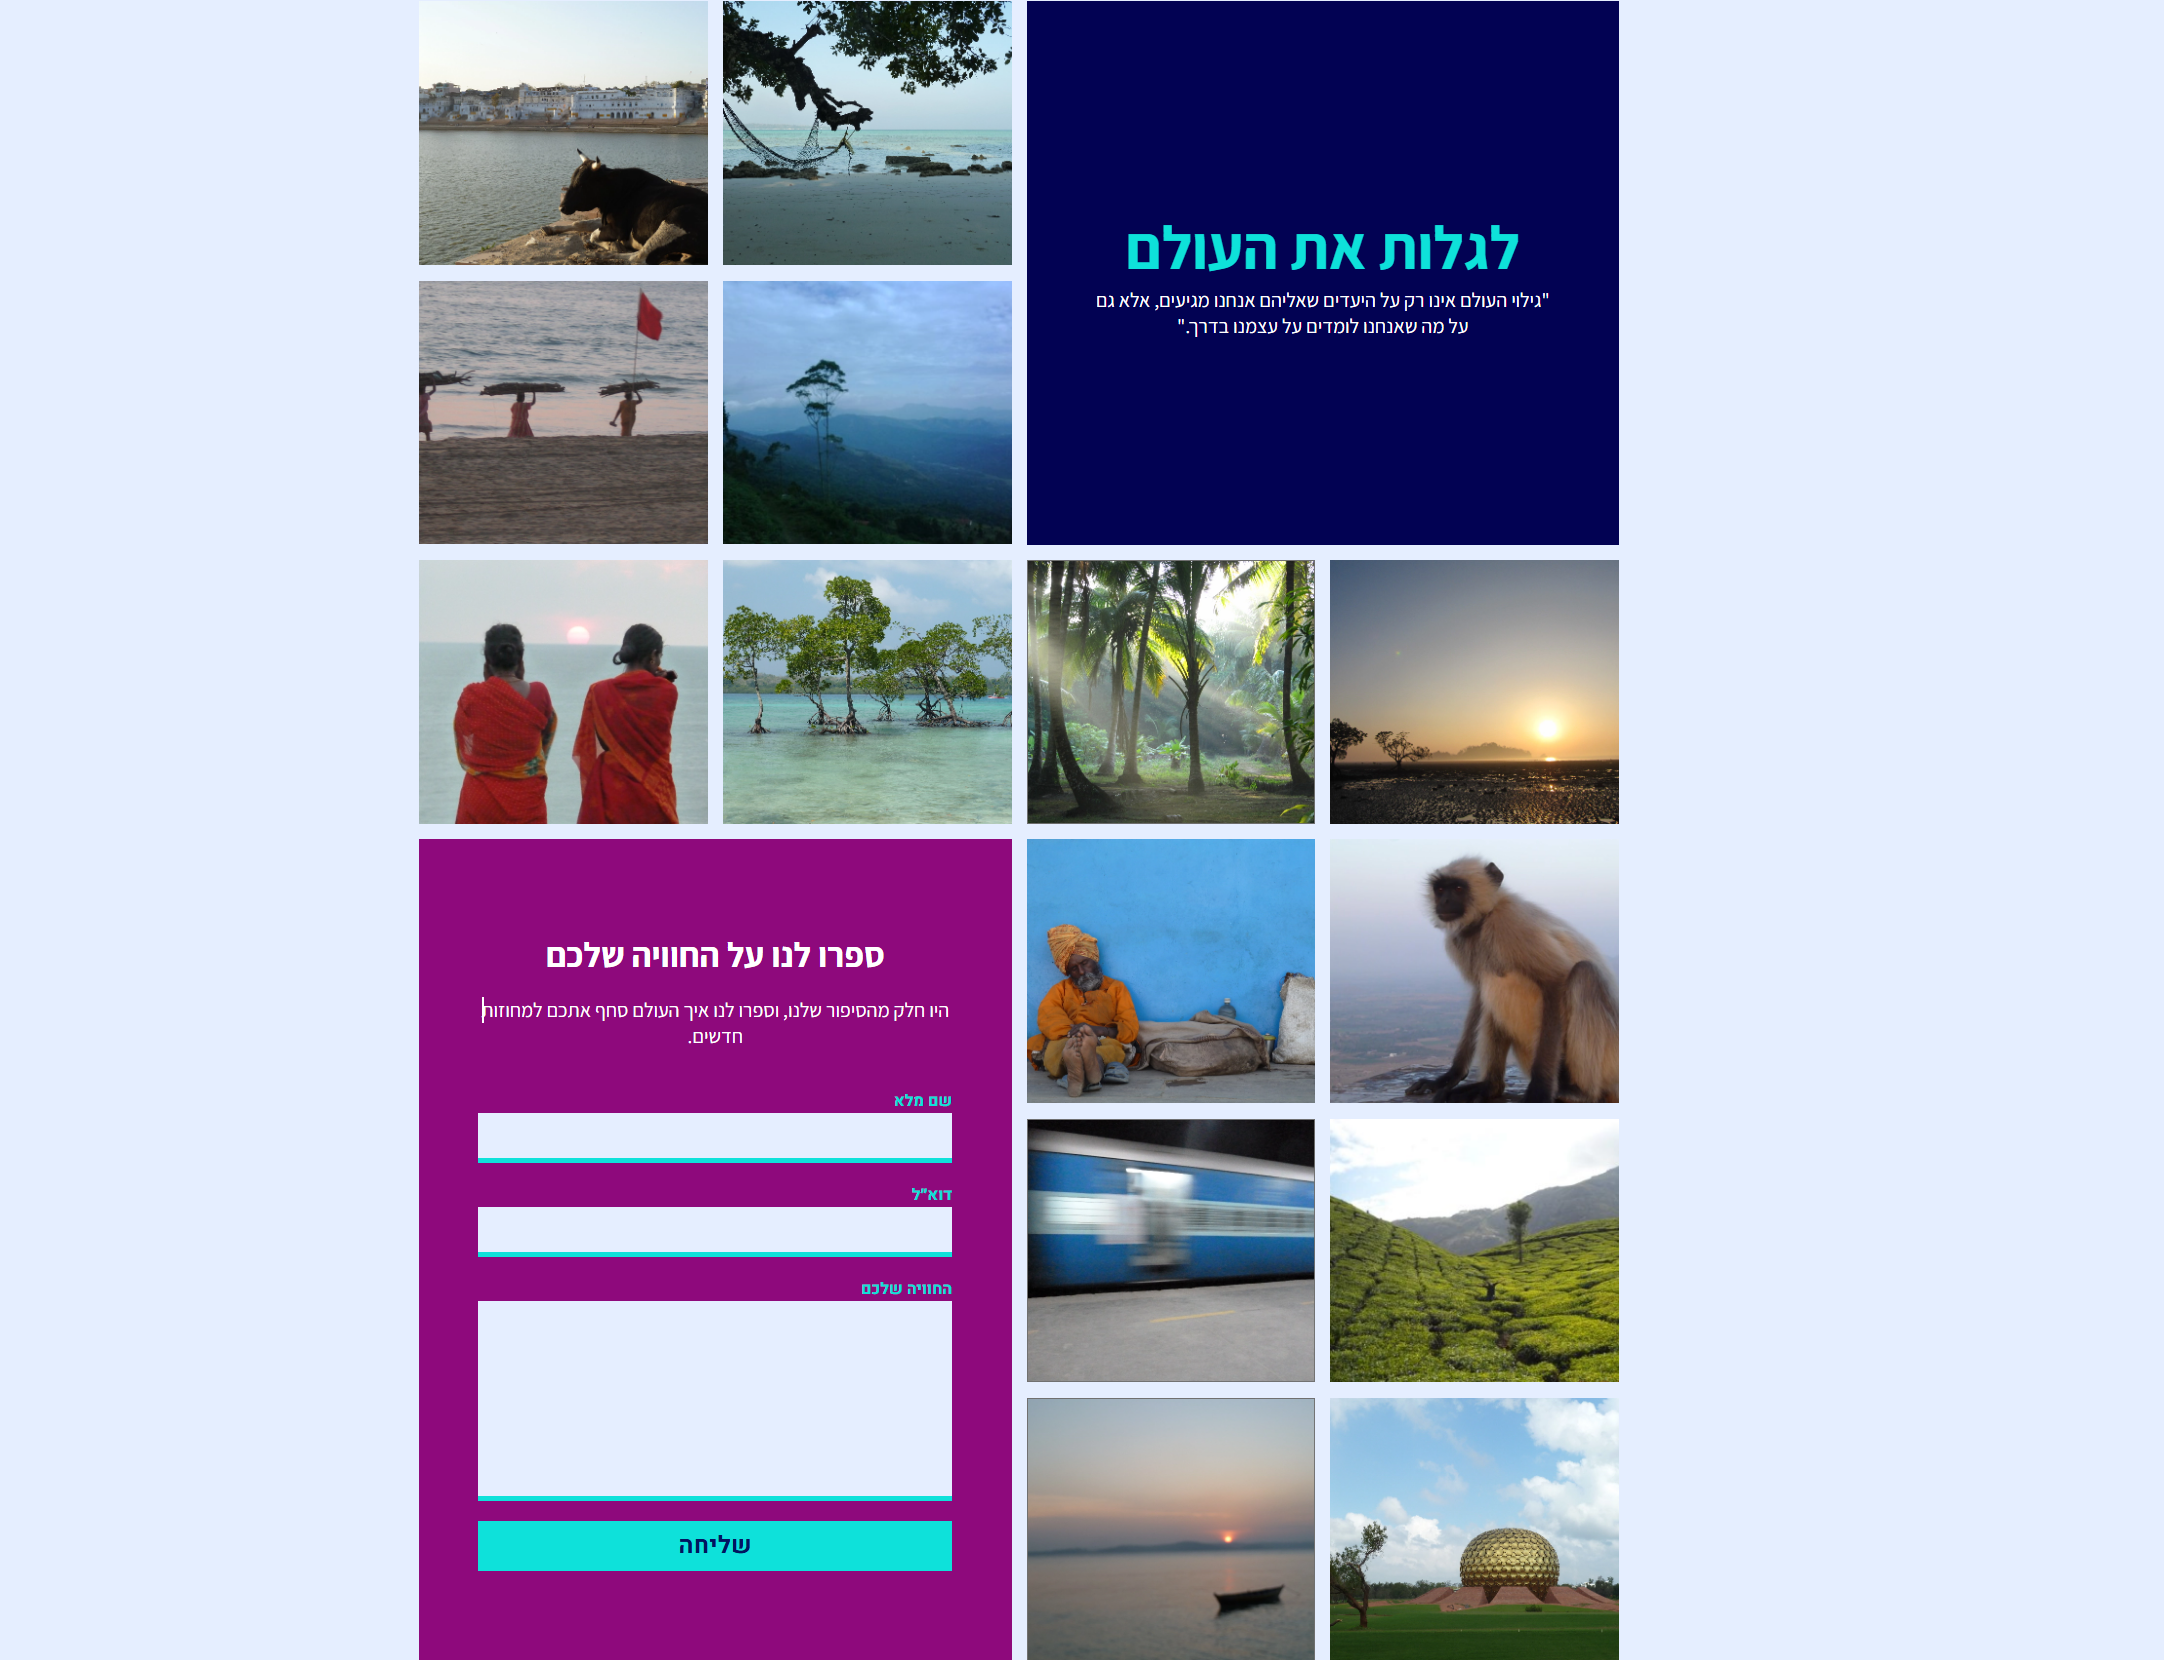 לגלות את העולם
"גילוי העולם אינו רק על היעדים שאליהם אנחנו מגיעים, אלא גם
על מה שאנחנו לומדים על עצמנו בדרך."
ספרו לנו על החוויה שלכם
היו חלק מהסיפור שלנו, וספרו לנו איך העולם סחף אתכם למחוזות
חדשים.
שם מלא
דוא"ל
החוויה שלכם
שליחה